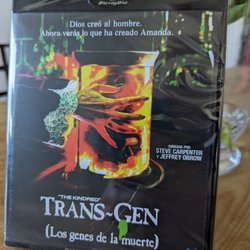 Blu-ray Disc
Dios creó al hombre.
Ahora verás lo que ha creado Amanda.
DIRIGIDA POR
STEVE CARPENTER
Y JEFFREY OBROW
"THE KINDRED"
TRANS-GEN
(Los genes de la muerte)